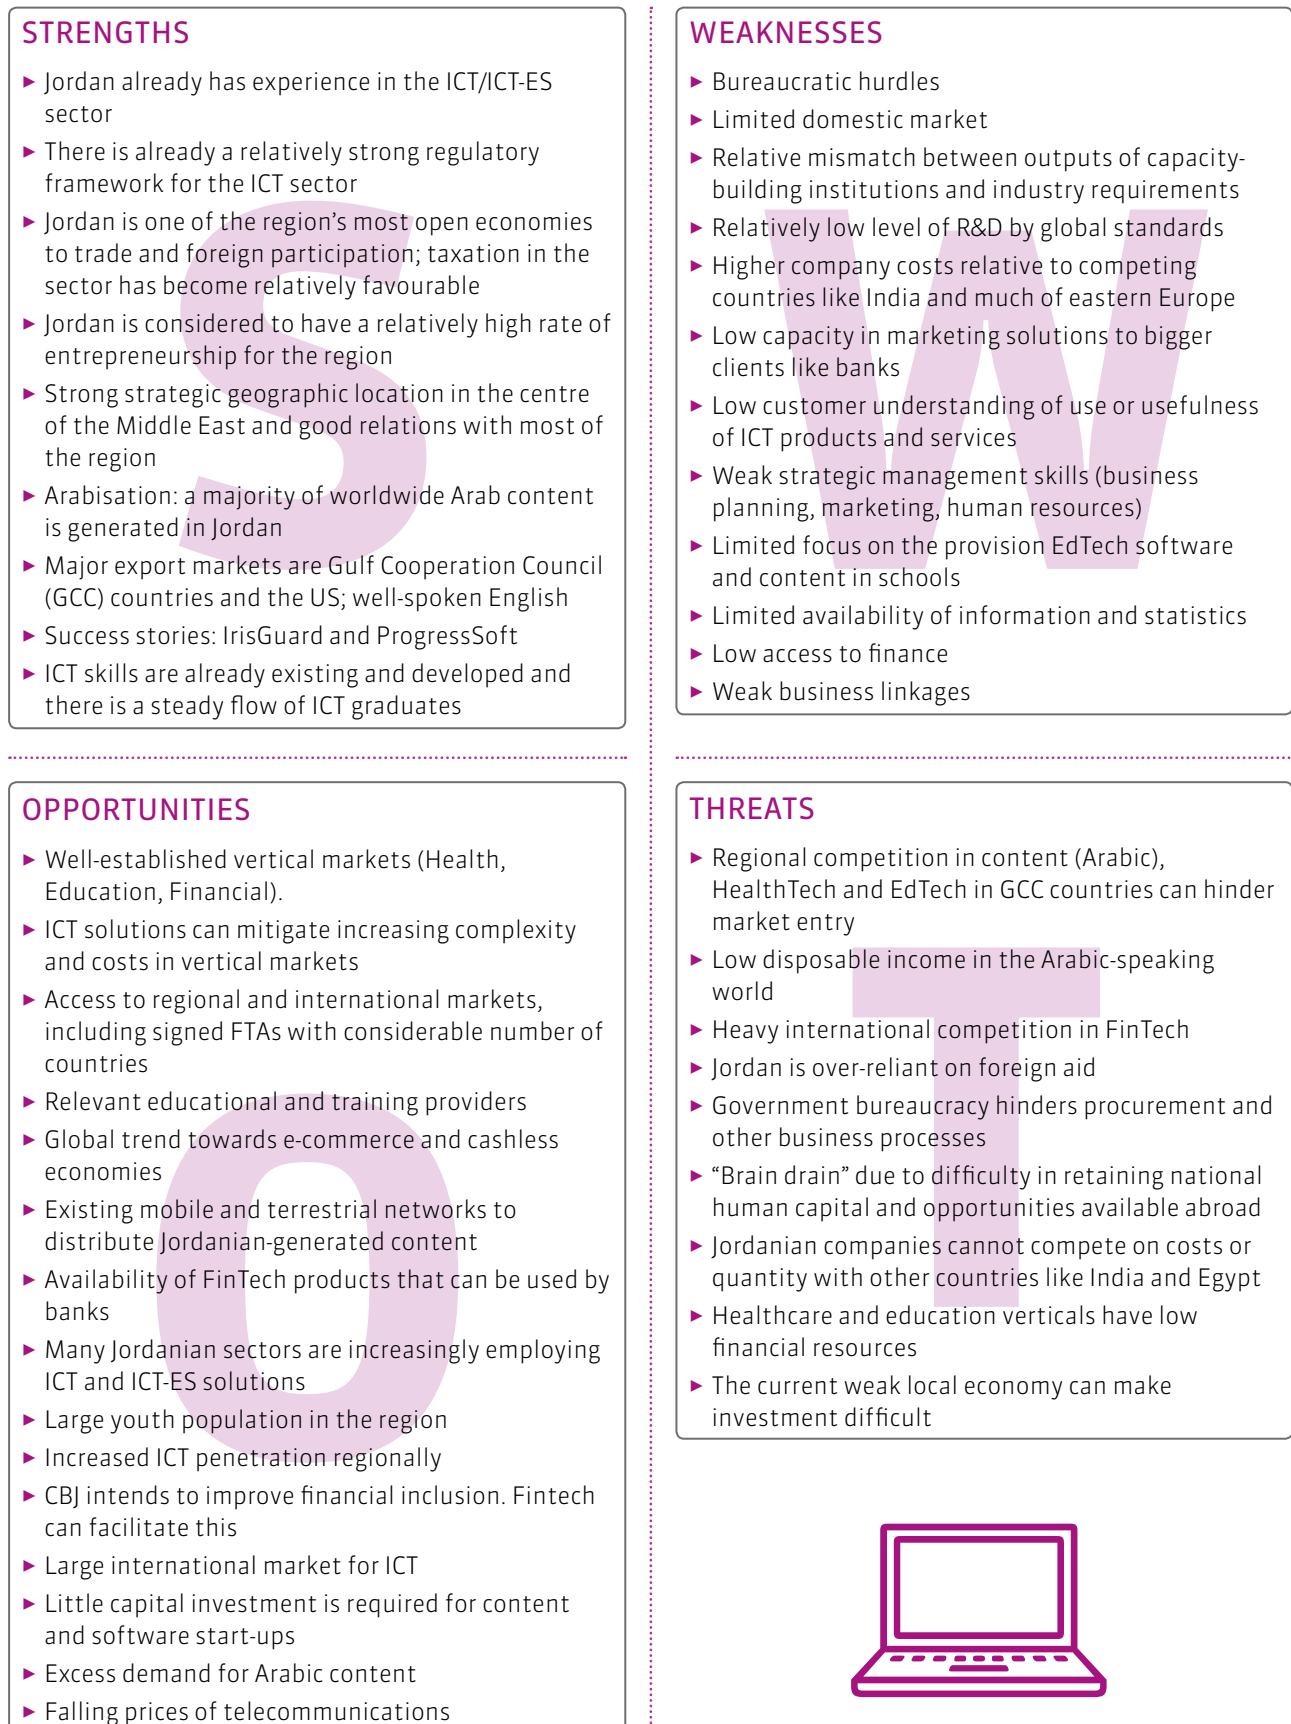 STRENGTHS
► Jordan already has experience in the ICT/ICT-ES
sector
► There is already a relatively strong regulatory
framework for the ICT sector
► Jordan is one of the region’s most open economies
to trade and foreign participation; taxation in the
sector has become relatively favourable
► Jordan is considered to have a relatively high rate of
entrepreneurship for the region
► Strong strategic geographic location in the centre
of the Middle East and good relations with most of
the region
► Arabisation: a majority of worldwide Arab content
is generated in Jordan
► Major export markets are Gulf Cooperation Council
(GCC) countries and the US; well-spoken English
► Success stories: IrisGuard and ProgressSoft
► ICT skills are already existing and developed and
there is a steady flow of ICT graduates
S
WEAKNESSES
► Bureaucratic hurdles
► Limited domestic market
► Relative mismatch between outputs of capacity-
building institutions and industry requirements
► Relatively low level of R&D by global standards
► Higher company costs relative to competing
countries like India and much of eastern Europe
► Low capacity in marketing solutions to bigger
clients like banks
► Low customer understanding of use or usefulness
of ICT products and services
► Weak strategic management skills (business
planning, marketing, human resources)
► Limited focus on the provision EdTech software
and content in schools
► Limited availability of information and statistics
► Low access to finance
► Weak business linkages
W
OPPORTUNITIES
► Well-established vertical markets (Health,
Education, Financial).
► ICT solutions can mitigate increasing complexity
and costs in vertical markets
► Access to regional and international markets,
including signed FTAs with considerable number of
countries
► Relevant educational and training providers
► Global trend towards e-commerce and cashless
economies
► Existing mobile and terrestrial networks to
distribute Jordanian-generated content
► Availability of FinTech products that can be used by
banks
► Many Jordanian sectors are increasingly employing
ICT and ICT-ES solutions
► Large youth population in the region
► Increased ICT penetration regionally
► CBJ intends to improve financial inclusion. Fintech
can facilitate this
► Large international market for ICT
► Little capital investment is required for content
and software start-ups
► Excess demand for Arabic content
► Falling prices of telecommunications
O
THREATS
► Regional competition in content (Arabic),
HealthTech and EdTech in GCC countries can hinder
market entry
► Low disposable income in the Arabic-speaking
world
► Heavy international competition in FinTech
► Jordan is over-reliant on foreign aid
► Government bureaucracy hinders procurement and
other business processes
► “Brain drain” due to difficulty in retaining national
human capital and opportunities available abroad
► Jordanian companies cannot compete on costs or
quantity with other countries like India and Egypt
► Healthcare and education verticals have low
financial resources
► The current weak local economy can make
investment difficult
T